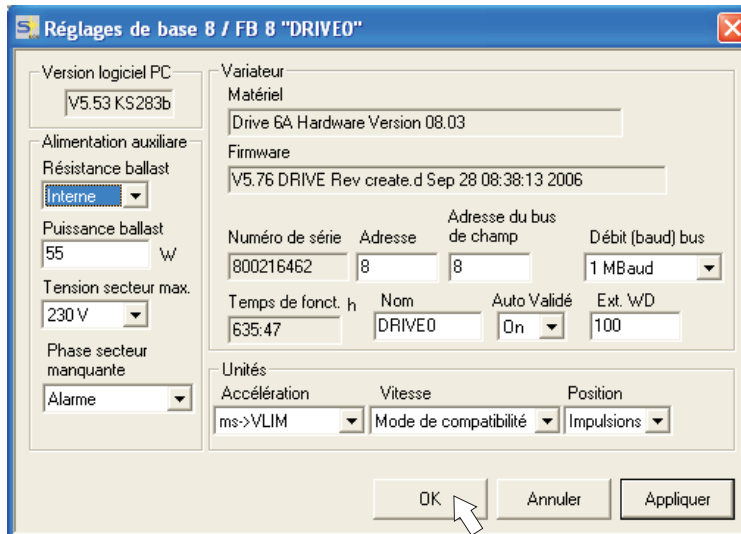 Réglages de base 8 / FB 8 "DRIVE0"
Version logiciel PC
V5.53 KS283b
Alimentation auxiliare
Résistance ballast
Interne
Puissance ballast
55 W
Tension secteur max.
230 V
Phase secteur
manquante
Alarme
Variateur
Matériel
Drive 6A Hardware Version 08.03
Firmware
V5.76 DRIVE Rev create.d Sep 28 08:38:13 2006
Numéro de série
800216462
Adresse
8
Adresse du bus
de champ
8
Débit (baud) bus
1 MBaud
Temps de fonct. h
635:47
Nom
DRIVE0
Auto Validé
On
Ext. WD
100
Unités
Accélération
ms->VLIM
Vitesse
Mode de compatibilité
Position
Impulsions
OK
Annuler
Appliquer